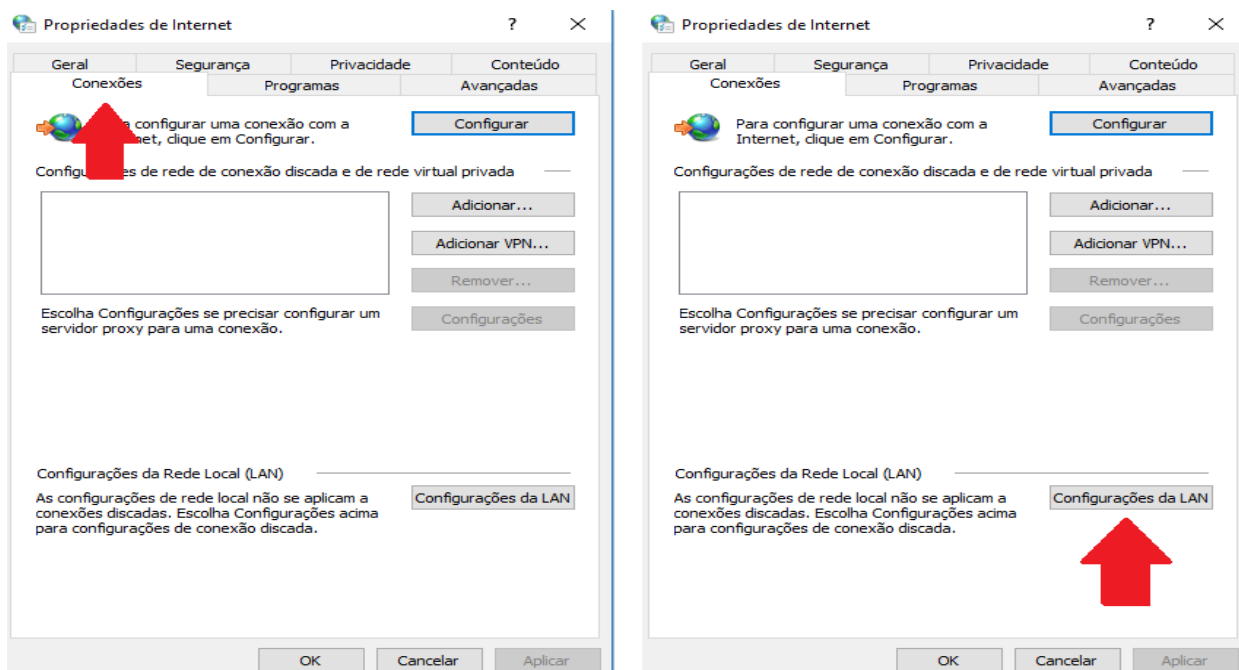 Propriedades de Internet ? ×
Geral Segurança Privacidade Conteúdo
Conexões Programas Avançadas
configurar uma conexão com a
clique em Configurar.
Configurar
de rede de conexão discada e de rede virtual privada
Adicionar...
Adicionar VPN...
Remover...
Escolha Configurações se precisar configurar um
servidor proxy para uma conexão.
Configurações
Configurações da Rede Local (LAN)
As configurações de rede local não se aplicam a
conexões discadas. Escolha Configurações acima
para configurações de conexão discada.
Configurações da LAN
OK Cancelar Aplicar
Propriedades de Internet ? ×
Geral Segurança Privacidade Conteúdo
Conexões Programas Avançadas
Para configurar uma conexão com a
Internet, clique em Configurar.
Configurar
Configurações de rede de conexão discada e de rede virtual privada
Adicionar...
Adicionar VPN...
Remover...
Escolha Configurações se precisar configurar um
servidor proxy para uma conexão.
Configurações
Configurações da Rede Local (LAN)
As configurações de rede local não se aplicam a
conexões discadas. Escolha Configurações acima
para configurações de conexão discada.
Configurações da LAN
OK Cancelar Aplicar